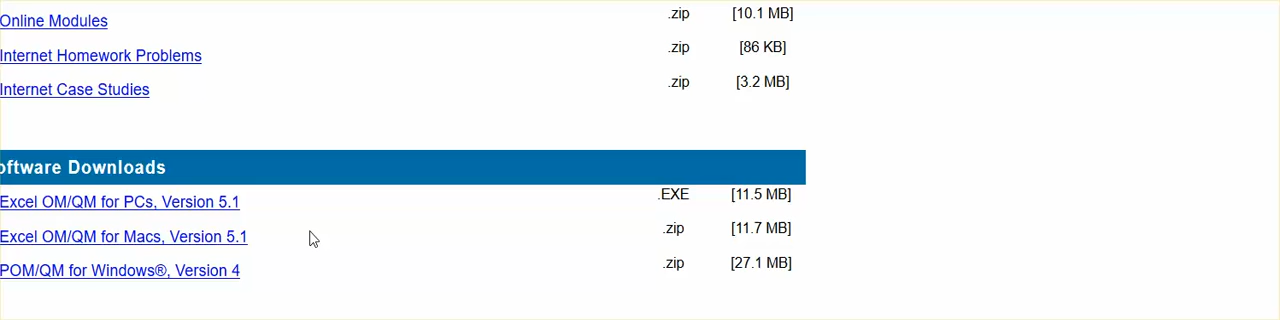 Online Modules .zip [10.1 MB]
Internet Homework Problems .zip [86 KB]
Internet Case Studies .zip [3.2 MB]
oftware Downloads
Excel OM/QM for PCs, Version 5.1 .EXE [11.5 MB]
Excel OM/QM for Macs, Version 5.1 .zip [11.7 MB]
POM/QM for Windows®, Version 4 .zip [27.1 MB]